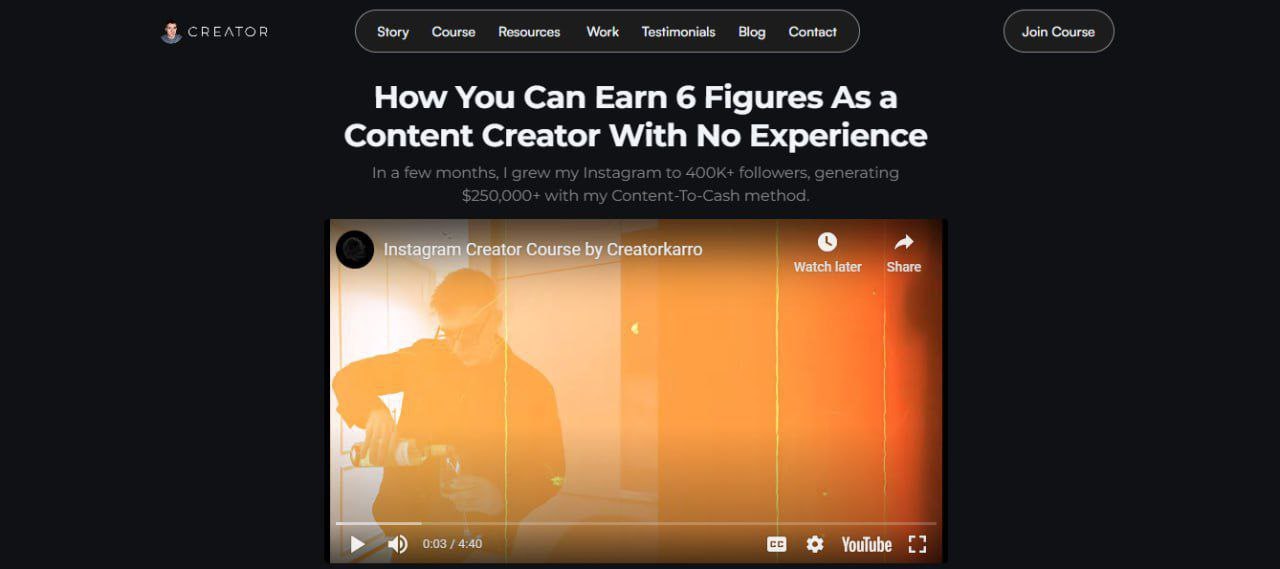 CREATOR
Story Course Resources Work Testimonials Blog Contact
Join Course
How You Can Earn 6 Figures As a
Content Creator With No Experience
In a few months, I grew my Instagram to 400K+ followers, generating
$250,000+ with my Content-To-Cash method.
Instagram Creator Course by Creatorkarro
Watch later
Share
0:03 / 4:40
CC
YouTube